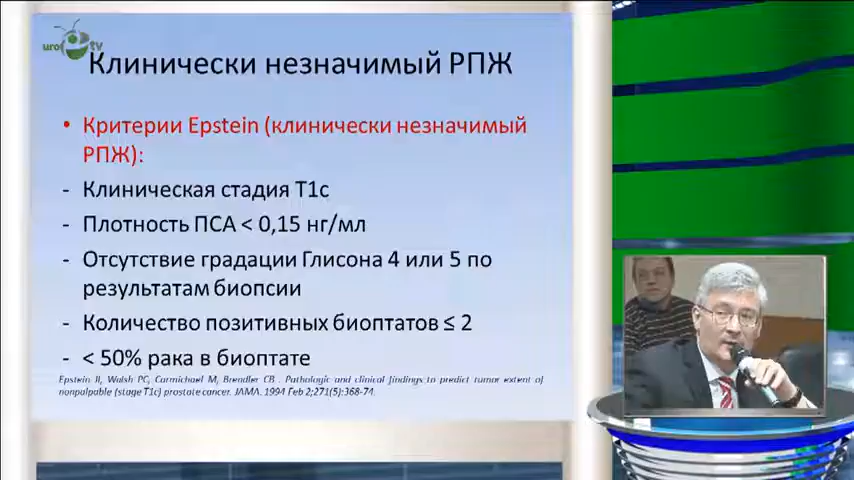 uro tv
Клинически незначимый РПЖ
• Критерии Epstein (клинически незначимый
РПЖ):
- Клиническая стадия T1c
- Плотность ПСА < 0,15 нг/мл
- Отсутствие градации Глисона 4 или 5 по
результатам биопсии
- Количество позитивных биоптатов ≤ 2
- < 50% рака в биоптате
Epstein JI, Walsh PC, Carmichael M, Brendler CB . Pathologic and clinical findings to predict tumor extent of
nonpalpable (stage T1c) prostate cancer. JAMA. 1994 Feb 2;271(5):368-74.